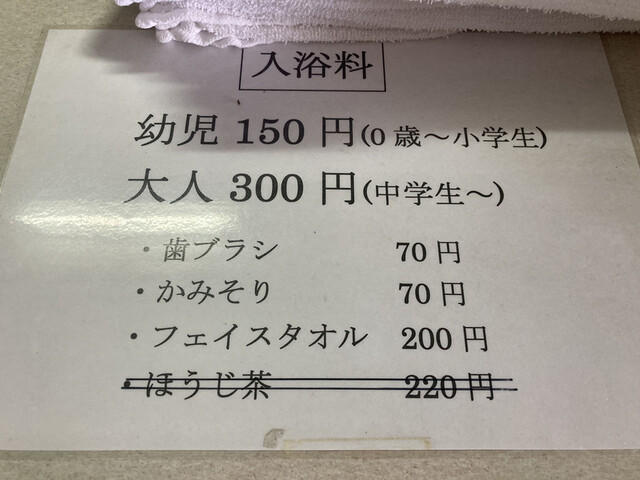 入浴料
幼児 150 円(0 歳〜小学生)
大人 300 円(中学生〜)
・歯ブラシ 70 円
・かみそり 70 円
・フェイスタオル 200 円
・ほうじ茶 220 円